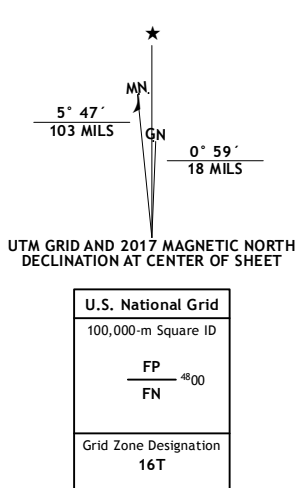 ★
MN.
5° 47´
103 MILS
GN
0° 59´
18 MILS
UTM GRID AND 2017 MAGNETIC NORTH
DECLINATION AT CENTER OF SHEET
U.S. National Grid
100,000-m Square ID
FP
4800
FN
Grid Zone Designation
16T